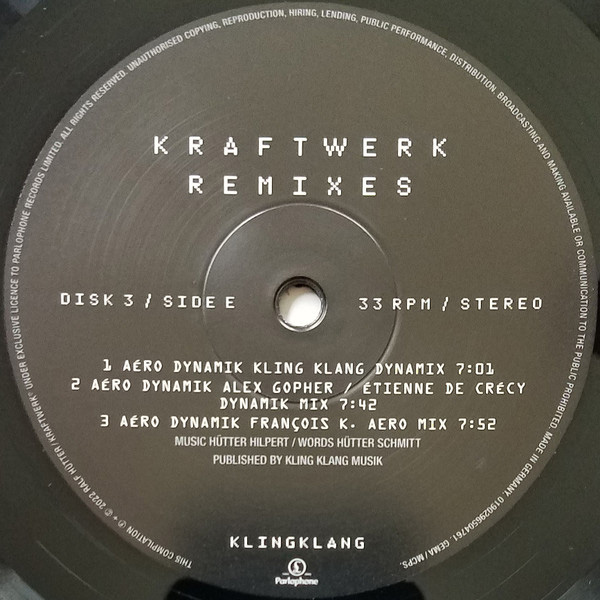 KRAFTWERK
REMIXES
DISK 3 / SIDE E
33 RPM / STEREO
1 AÉRO DYNAMIK KLING KLANG DYNAMIX 7:01
2 AÉRO DYNAMIK ALEX GOPHER / ÉTIENNE DE CRÉCY
DYNAMIK MIX 7:42
3 AÉRO DYNAMIK FRANÇOIS K. AERO MIX 7:52
MUSIC HÜTTER HILPERT / WORDS HÜTTER SCHMITT
PUBLISHED BY KLING KLANG MUSIK
KLINGKLANG
Parlophone
THIS COMPILATION ℗ + © 2022 RALF HÜTTER/KRAFTWERK* UNDER EXCLUSIVE LICENCE TO PARLOPHONE RECORDS LIMITED. ALL RIGHTS RESERVED. UNAUTHORISED COPYING, REPRODUCTION, HIRING, LENDING, PUBLIC PERFORMANCE, DISTRIBUTION, BROADCASTING AND MAKING AVAILABLE OR COMMUNICATION TO THE PUBLIC PROHIBITED. MADE IN GERMANY 0190296504761. GEMA / MCPS.